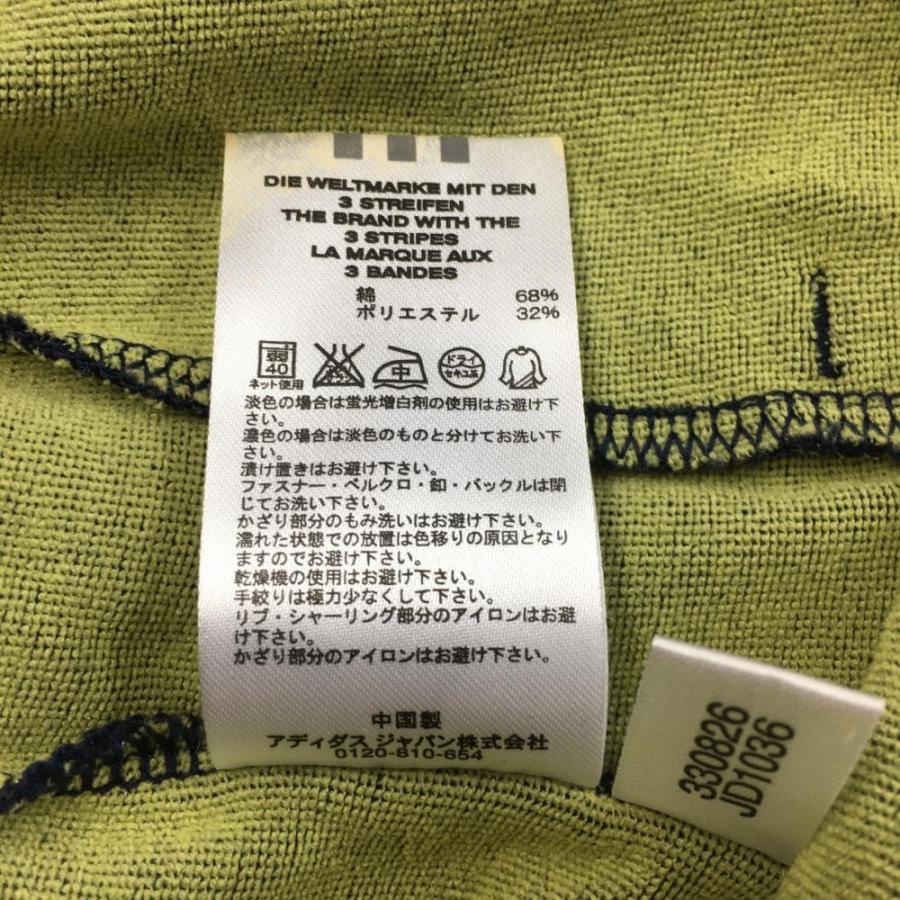 DIE WELTMARKE MIT DEN
3 STREIFEN
THE BRAND WITH THE
3 STRIPES
LA MARQUE AUX
3 BANDES
綿 68%
ポリエステル 32%
弱
40
中
ドライ
セキユ系
ネット使用
淡色の場合は蛍光増白剤の使用はお避け下
さい。
濃色の場合は淡色のものと分けてお洗い下
さい。
漬け置きはお避け下さい。
ファスナー・ベルクロ・釦・バックルは閉
じてお洗い下さい。
かざり部分のもみ洗いはお避け下さい。
濡れた状態での放置は色移りの原因となり
ますのでお避け下さい。
乾燥機の使用はお避け下さい。
手絞りは極力少なくして下さい。
リブ・シャーリング部分のアイロンはお避
け下さい。
かざり部分のアイロンはお避け下さい。
中国製
アディダス ジャパン株式会社
0120-810-654
330826
JD1036